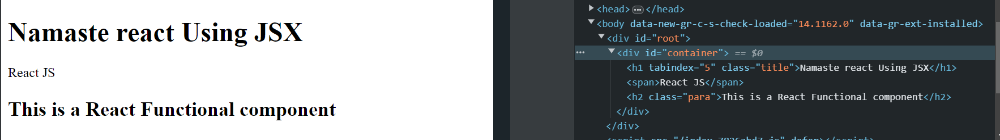 Namaste react Using JSX
React JS
This is a React Functional component
<head>…</head>
<body data-new-gr-c-s-check-loaded="14.1162.0" data-gr-ext-installed>
<div id="root">
… <div id="container"> == $0
<h1 tabindex="5" class="title">Namaste react Using JSX</h1>
<span>React JS</span>
<h2 class="para">This is a React Functional component</h2>
</div>
</div>